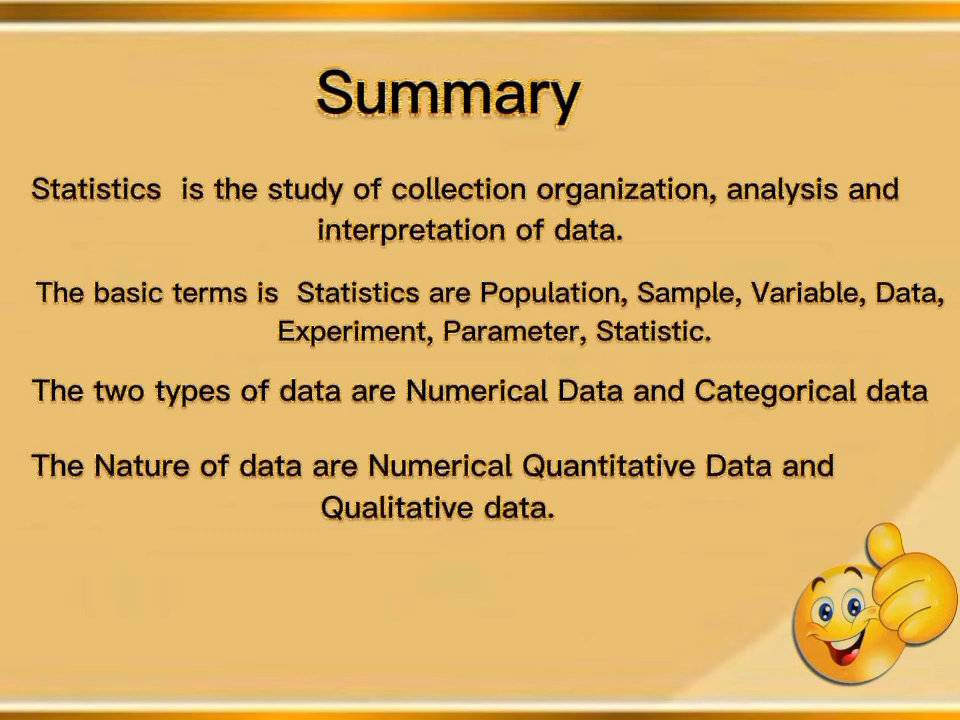 Summary
Statistics is the study of collection organization, analysis and
interpretation of data.
The basic terms is Statistics are Population, Sample, Variable, Data,
Experiment, Parameter, Statistic.
The two types of data are Numerical Data and Categorical data
The Nature of data are Numerical Quantitative Data and
Qualitative data.